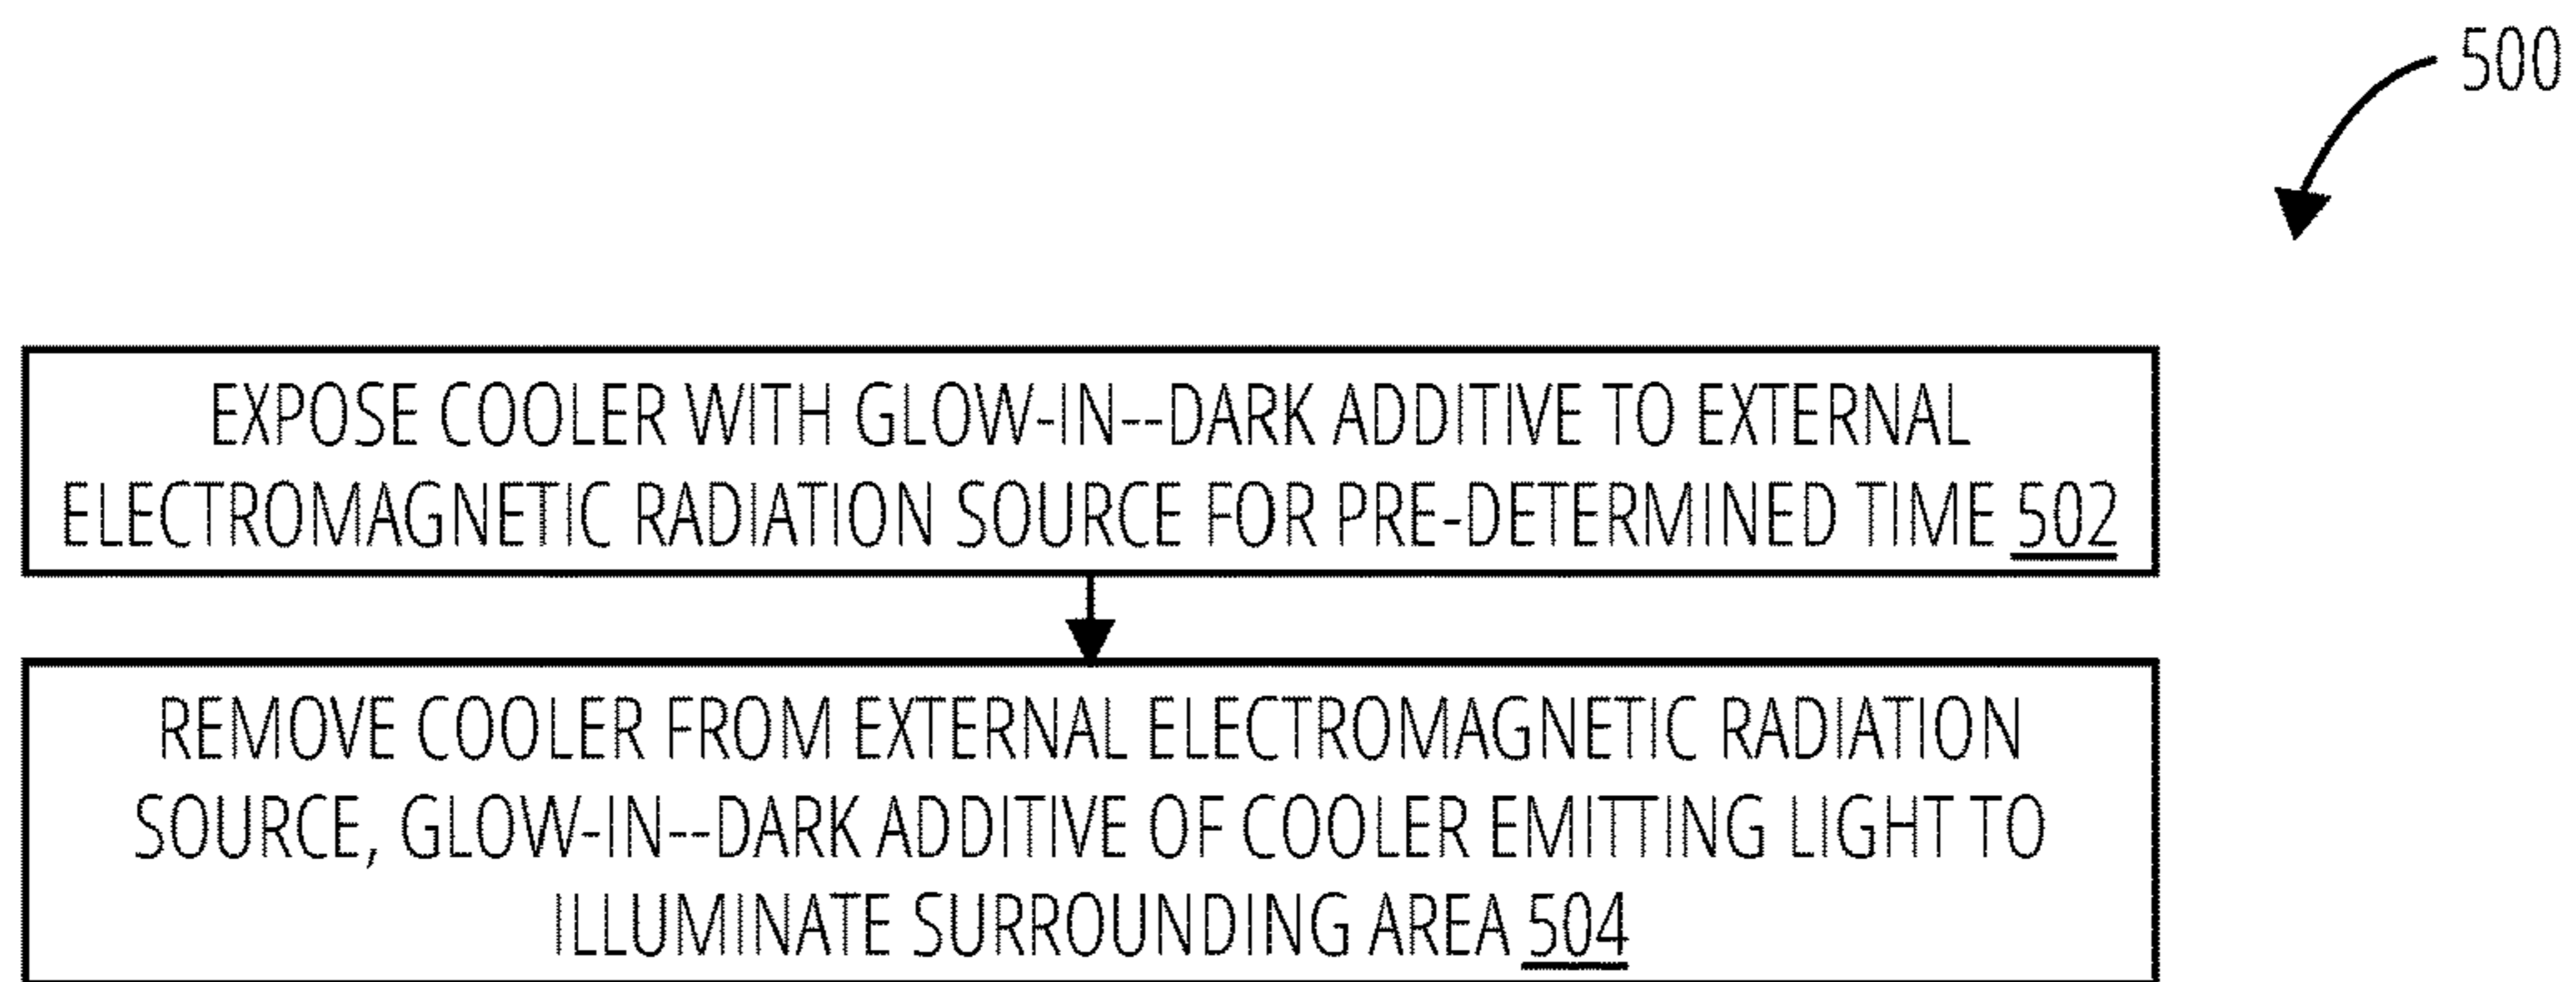 500
EXPOSE COOLER WITH GLOW-IN--DARK ADDITIVE TO EXTERNAL
ELECTROMAGNETIC RADIATION SOURCE FOR PRE-DETERMINED TIME 502
REMOVE COOLER FROM EXTERNAL ELECTROMAGNETIC RADIATION
SOURCE, GLOW-IN--DARK ADDITIVE OF COOLER EMITTING LIGHT TO
ILLUMINATE SURROUNDING AREA 504